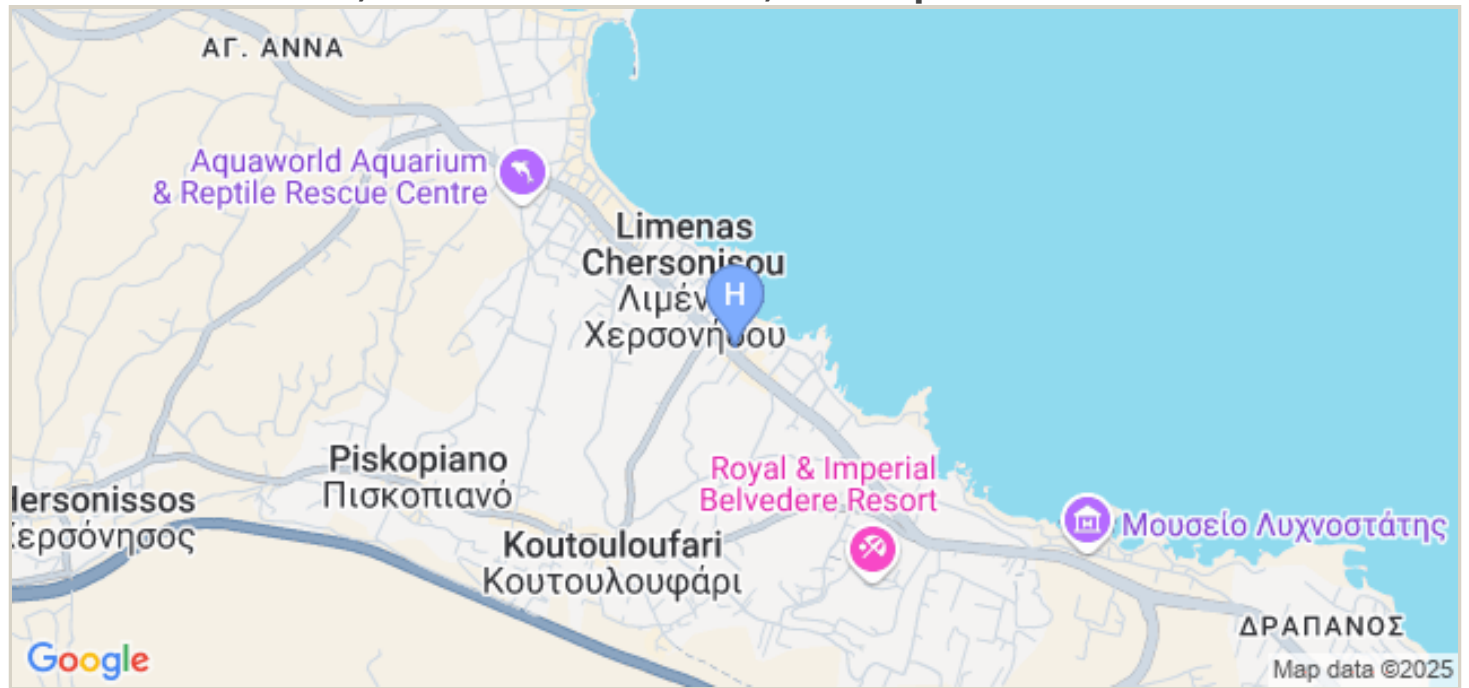 ΑΓ. ΑΝΝΑ
Aquaworld Aquarium
& Reptile Rescue Centre
Limenas
Chersonisou
Χερσονήσου
H
Piskopiano
Πισκοπιανό
Royal & Imperial
Belvedere Resort
Koutouloufari
Κουτουλουφάρι
Μουσείο Λυχνοστάτης
ΔΡΑΠΑΝΟΣ
Google
Map data ©2025